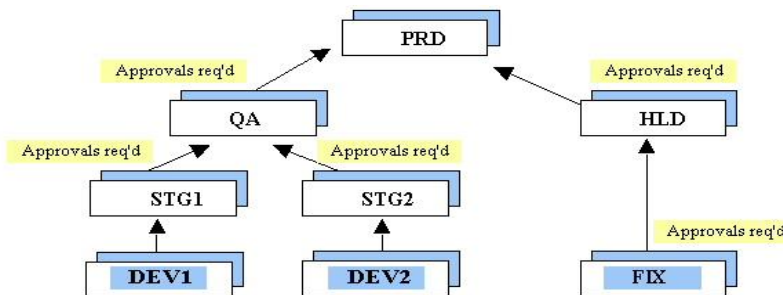 PRD
Approvals req'd
Approvals req'd
QA
HLD
Approvals req'd
Approvals req'd
STG1
STG2
Approvals req'd
DEV1
DEV2
FIX